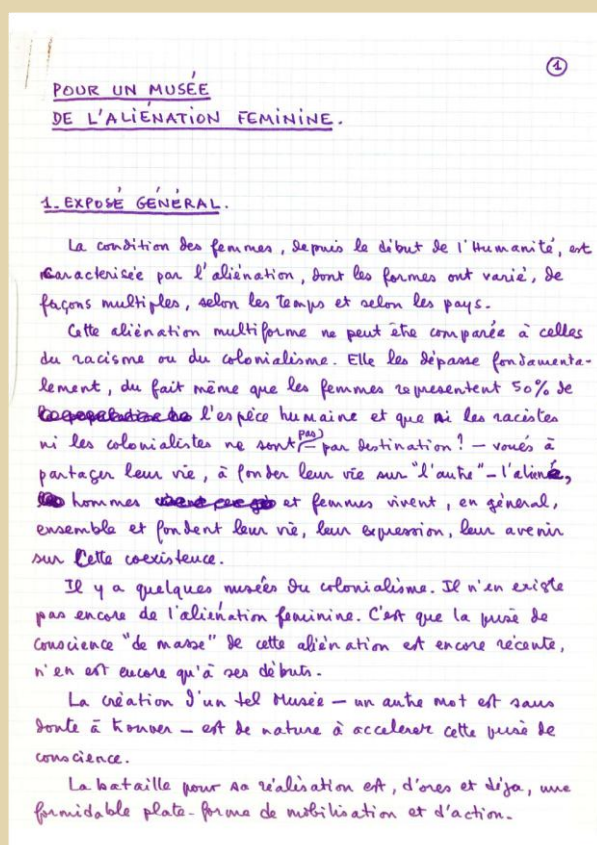 ①
POUR UN MUSÉE
DE L'ALIÉNATION FEMININE.
1. EXPOSÉ GÉNÉRAL.
La condition des femmes, depuis le début de l'Humanité, est
caracterisée par l'aliénation, dont les formes ont varié, de
façons multiples, selon les temps et selon les pays.
Cette aliénation multiforme ne peut être comparée à celles
du racisme ou du colonialisme. Elle les dépasse fondamenta-
lement, du fait même que les femmes representent 50% de
l'espèce humaine et que ni les racistes
ni les colonialistes ne sont pas par destination ! — voués à
partager leur vie, à fonder leur vie sur "l'autre" - l'aliéné,
hommes et femmes vivent, en général,
ensemble et fondent leur vie, leur expression, leur avenir
sur Cette coexistence.
Il y a quelques musées du colonialisme. Il n'en existe
pas encore de l'aliénation feminine. C'est que la prise de
conscience "de masse" de cette aliénation est encore récente,
n'en est encore qu'à ses débuts.
La création d'un tel Musée — un autre mot est sans
doute à trouver — est de nature à accelerer cette prise de
conscience.
La bataille pour sa réalisation est, d'ores et déja, une
formidable plate-forme de mobilisation et d'action.